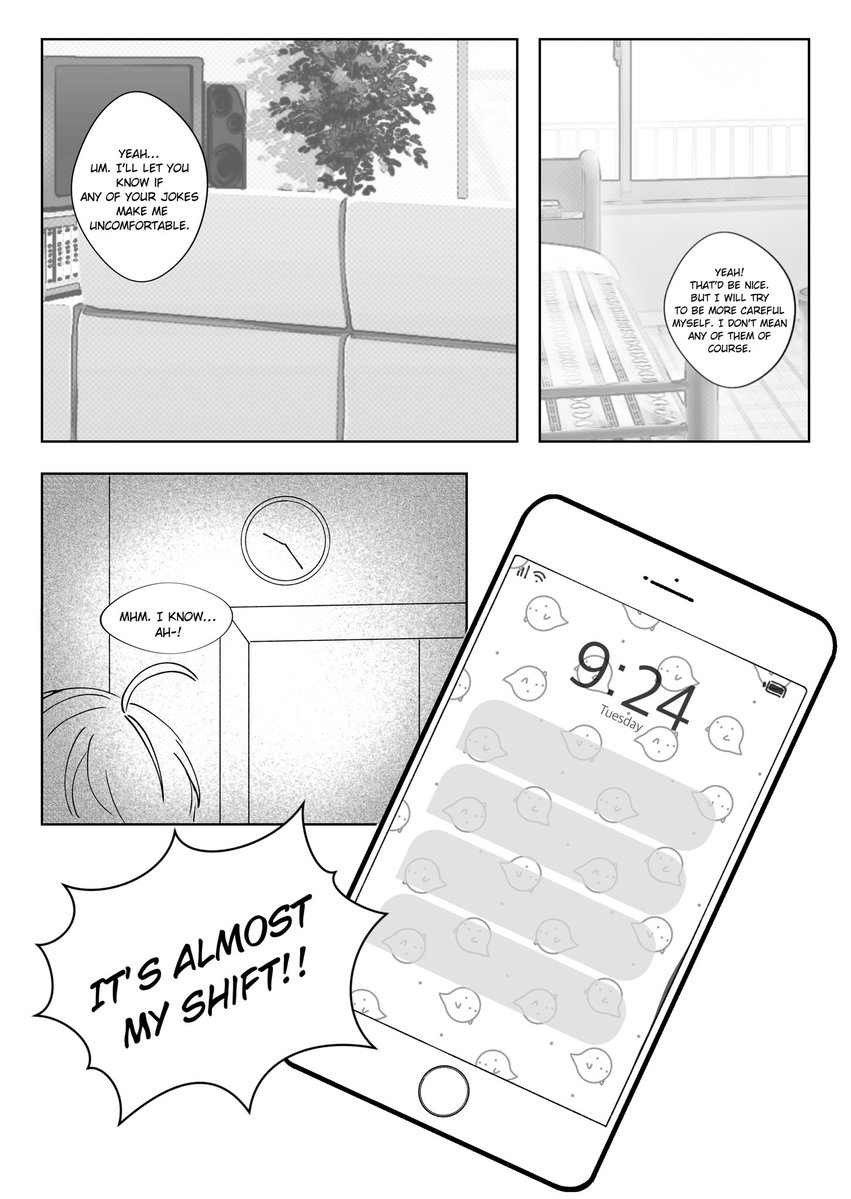 YEAH...
UM. I'LL LET YOU
KNOW IF
ANY OF YOUR JOKES
MAKE ME
UNCOMFORTABLE.
YEAH!
THAT'D BE NICE.
BUT I WILL TRY
TO BE MORE CAREFUL
MYSELF. I DON'T MEAN
ANY OF THEM OF
COURSE.
MHM. I KNOW...
AH-!
9:24
Tuesday
IT'S ALMOST
MY SHIFT!!